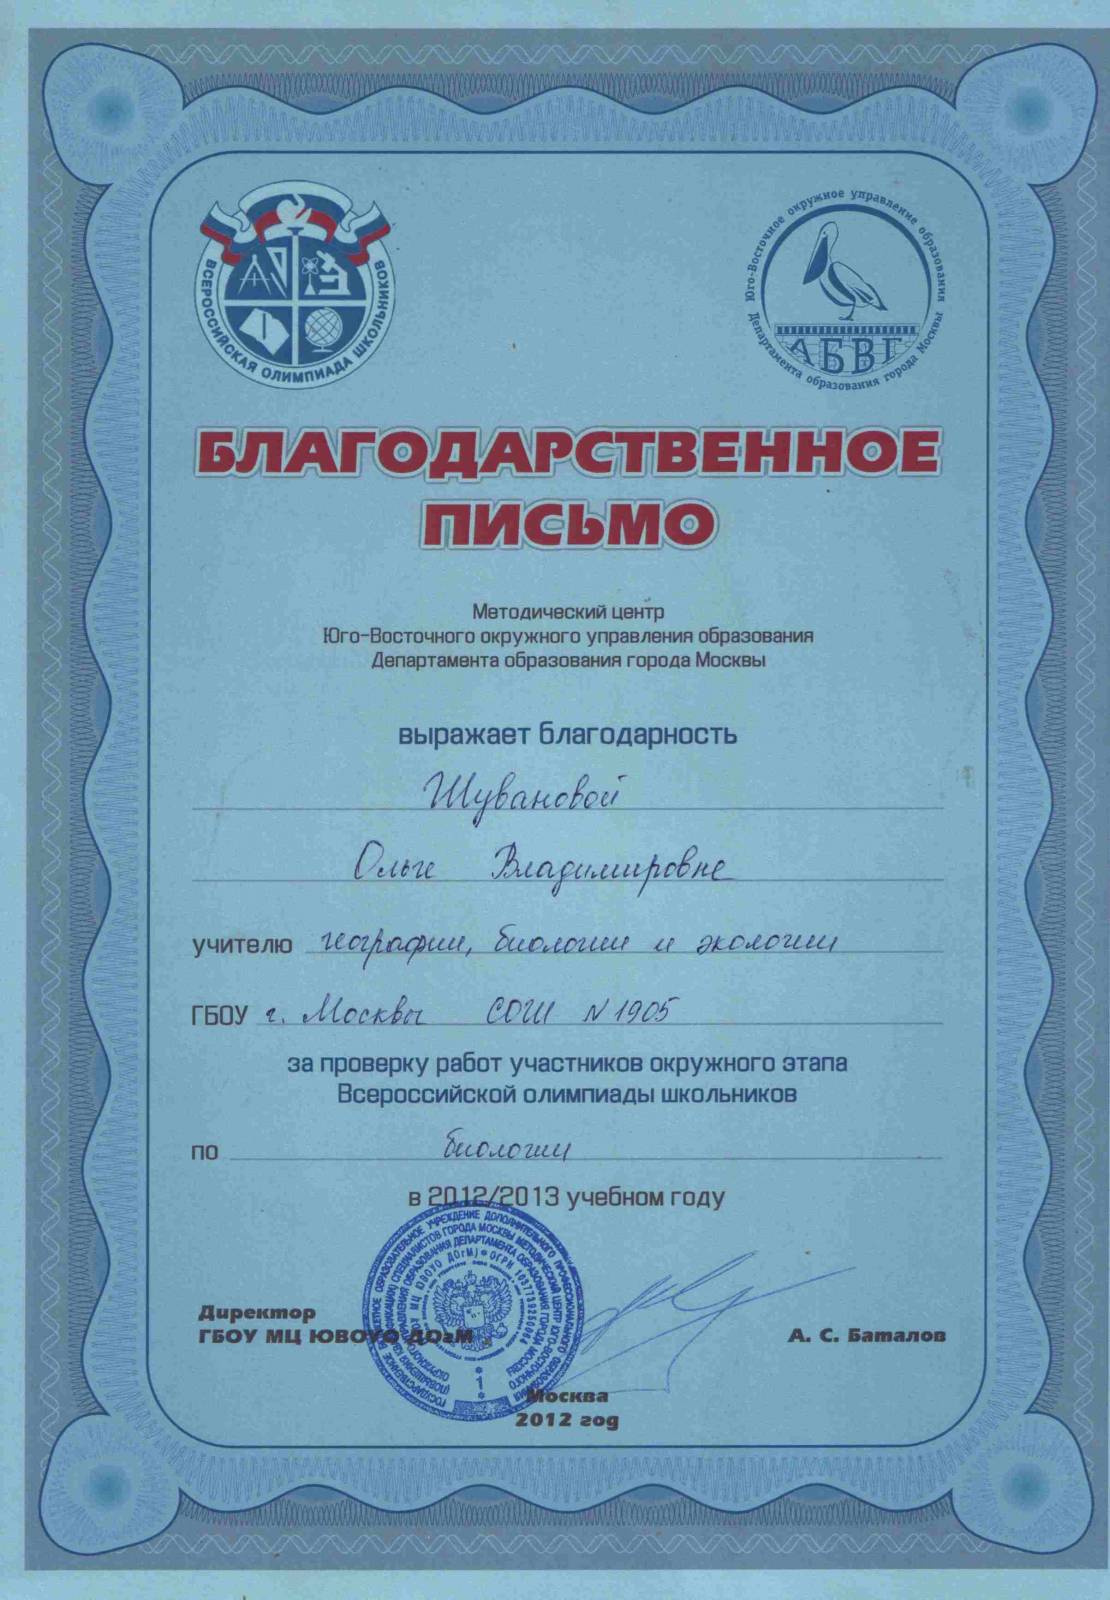 ВСЕРОССИЙСКАЯ ОЛИМПИАДА ШКОЛЬНИКОВ
Юго-Восточное окружное управление образования
Департамента образования города Москвы
АБВГ
БЛАГОДАРСТВЕННОЕ
ПИСЬМО
Методический центр
Юго-Восточного окружного управления образования
Департамента образования города Москвы
выражает благодарность
Шувановой
Ольге Владимировне
учителю географии, биологии и экологии
ГБОУ г. Москвы СОШ N 1905
за проверку работ участников окружного этапа
Всероссийской олимпиады школьников
по биологии
в 2012/2013 учебном году
Директор
ГБОУ МЦ ЮВОУО ДОгМ
А. С. Баталов
Москва
2012 год